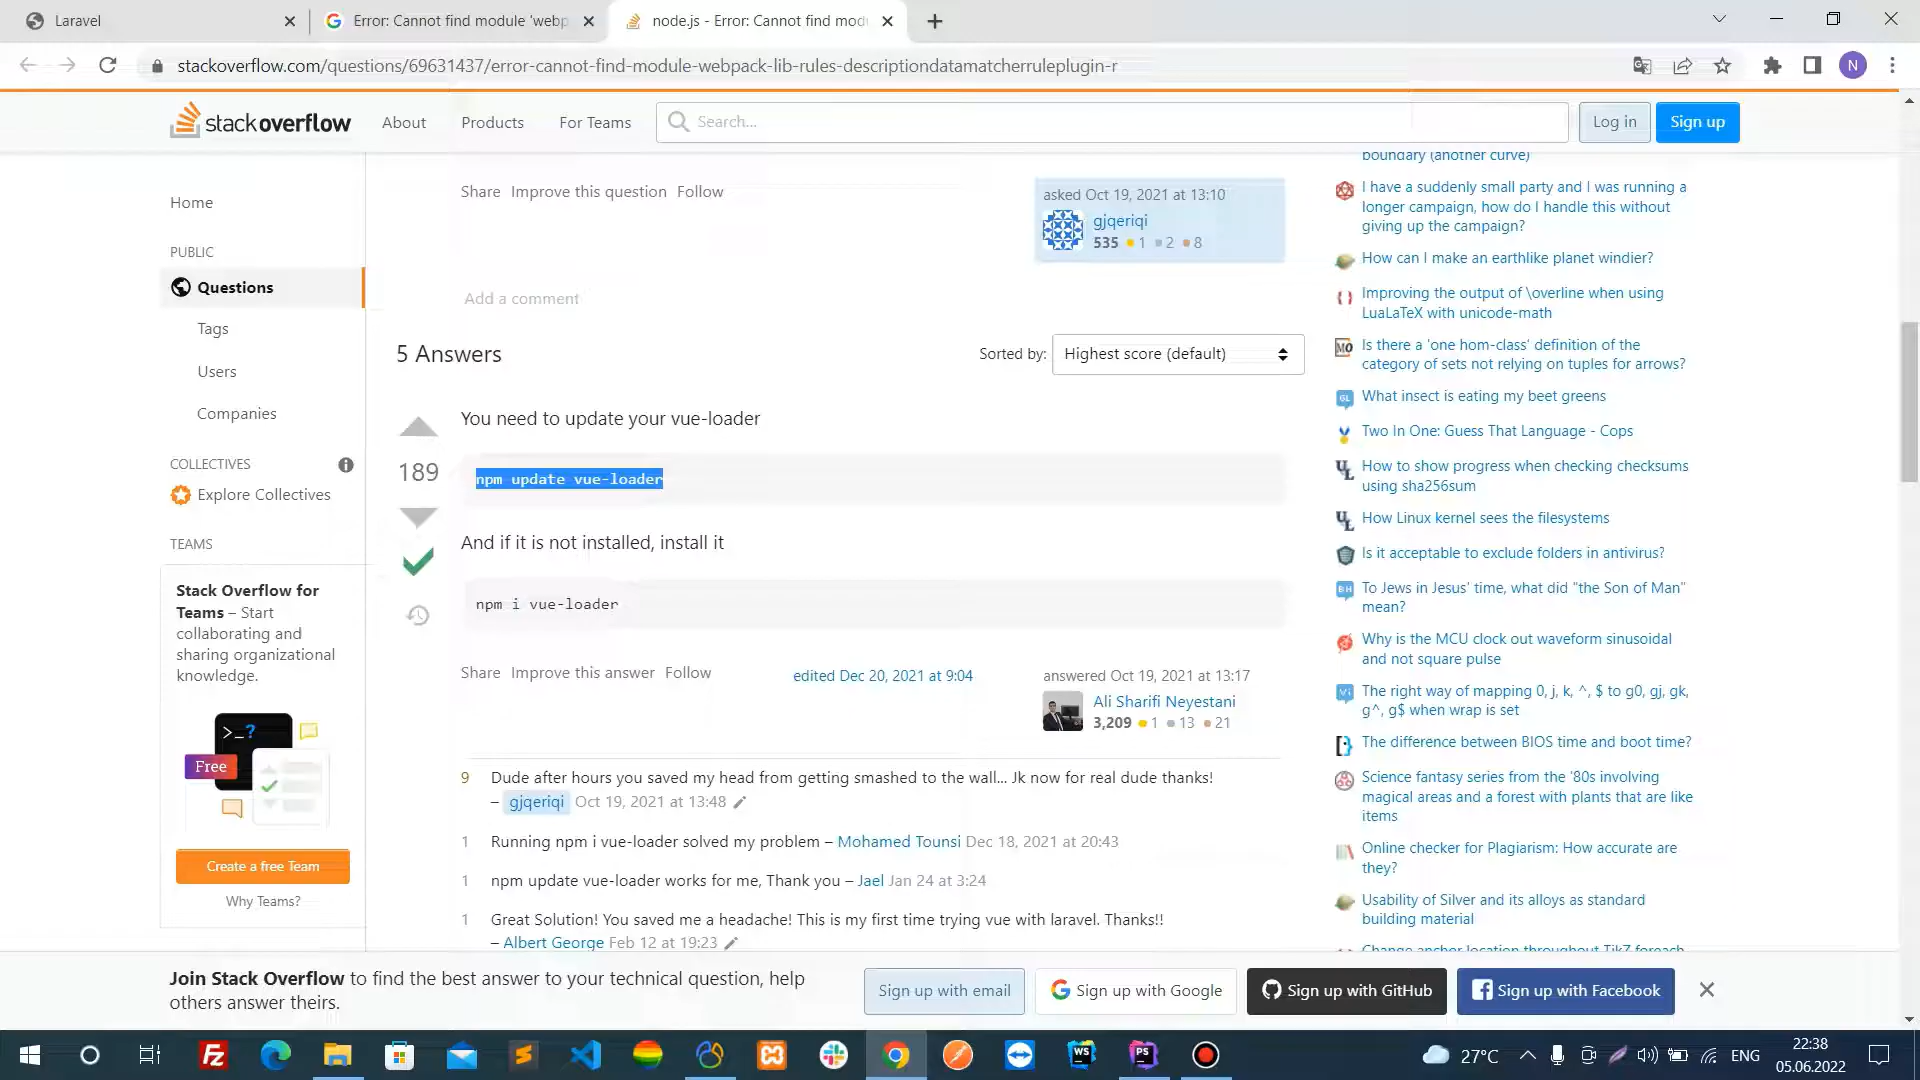 Laravel
Error: Cannot find module 'webp
node.js - Error: Cannot find modu
stackoverflow.com/questions/69631437/error-cannot-find-module-webpack-lib-rules-descriptiondatamatcherruleplugin-r
N
stackoverflow
About
Products
For Teams
Search...
Log in
Sign up
Home
PUBLIC
Questions
Tags
Users
Companies
COLLECTIVES
Explore Collectives
TEAMS
Stack Overflow for
Teams – Start
collaborating and
sharing organizational
knowledge.
>_?
Free
Create a free Team
Why Teams?
Share Improve this question Follow
asked Oct 19, 2021 at 13:10
gjqeriqi
535 1 2 8
Add a comment
5 Answers
Sorted by:
Highest score (default)
You need to update your vue-loader
189
npm update vue-loader
And if it is not installed, install it
npm i vue-loader
Share Improve this answer Follow
edited Dec 20, 2021 at 9:04
answered Oct 19, 2021 at 13:17
Ali Sharifi Neyestani
3,209 1 13 21
9 Dude after hours you saved my head from getting smashed to the wall... Jk now for real dude thanks!
– gjqeriqi Oct 19, 2021 at 13:48
1 Running npm i vue-loader solved my problem – Mohamed Tounsi Dec 18, 2021 at 20:43
1 npm update vue-loader works for me, Thank you – Jael Jan 24 at 3:24
1 Great Solution! You saved me a headache! This is my first time trying vue with laravel. Thanks!!
– Albert George Feb 12 at 19:23
boundary (another curve)
I have a suddenly small party and I was running a
longer campaign, how do I handle this without
giving up the campaign?
How can I make an earthlike planet windier?
Improving the output of \overline when using
LuaLaTeX with unicode-math
Is there a 'one hom-class' definition of the
category of sets not relying on tuples for arrows?
What insect is eating my beet greens
Two In One: Guess That Language - Cops
How to show progress when checking checksums
using sha256sum
How Linux kernel sees the filesystems
Is it acceptable to exclude folders in antivirus?
To Jews in Jesus' time, what did "the Son of Man"
mean?
Why is the MCU clock out waveform sinusoidal
and not square pulse
The right way of mapping 0, j, k, ^, $ to g0, gj, gk,
g^, g$ when wrap is set
The difference between BIOS time and boot time?
Science fantasy series from the '80s involving
magical areas and a forest with plants that are like
items
Online checker for Plagiarism: How accurate are
they?
Usability of Silver and its alloys as standard
building material
Change anchor location throughout TikZ foreach
Join Stack Overflow to find the best answer to your technical question, help
others answer theirs.
Sign up with email
Sign up with Google
Sign up with GitHub
Sign up with Facebook
27°C
ENG
22:38
05.06.2022